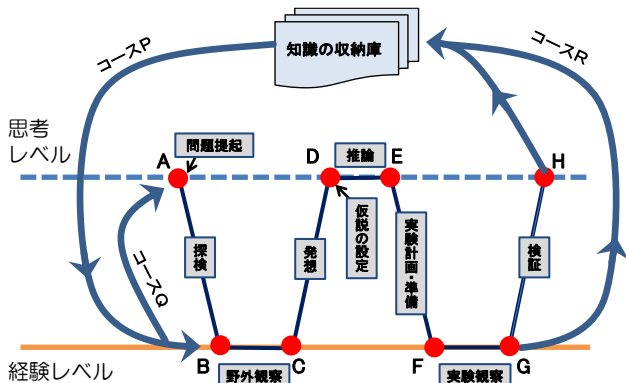 知識の収納庫
コースP
コースR
思考
レベル
問題提起
A
D
推論
E
H
探検
発想
仮説の設定
実験計画・準備
検証
コースQ
経験レベル
B
野外観察
C
F
実験観察
G